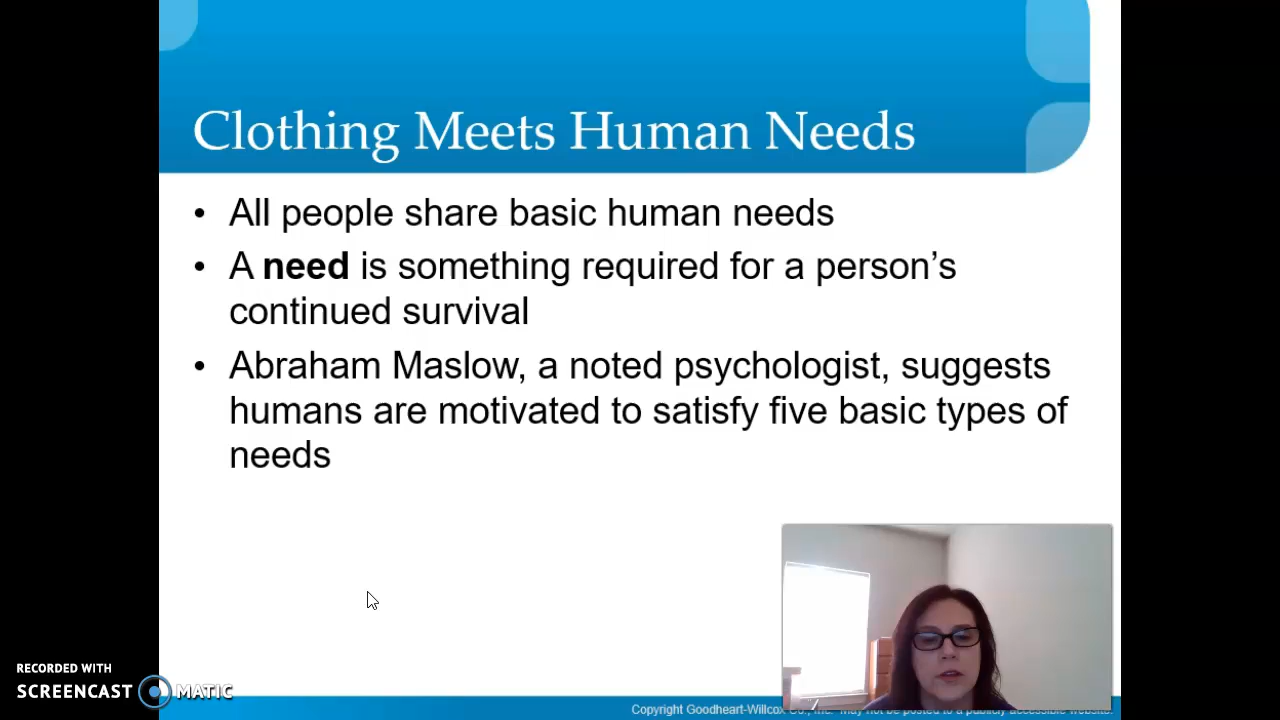 Clothing Meets Human Needs
• All people share basic human needs
• A need is something required for a person’s
continued survival
• Abraham Maslow, a noted psychologist, suggests
humans are motivated to satisfy five basic types of
needs
RECORDED WITH
SCREENCAST MATIC
Copyright Goodheart-Willcox Co., Inc. May not be posted to a publicly accessible website.